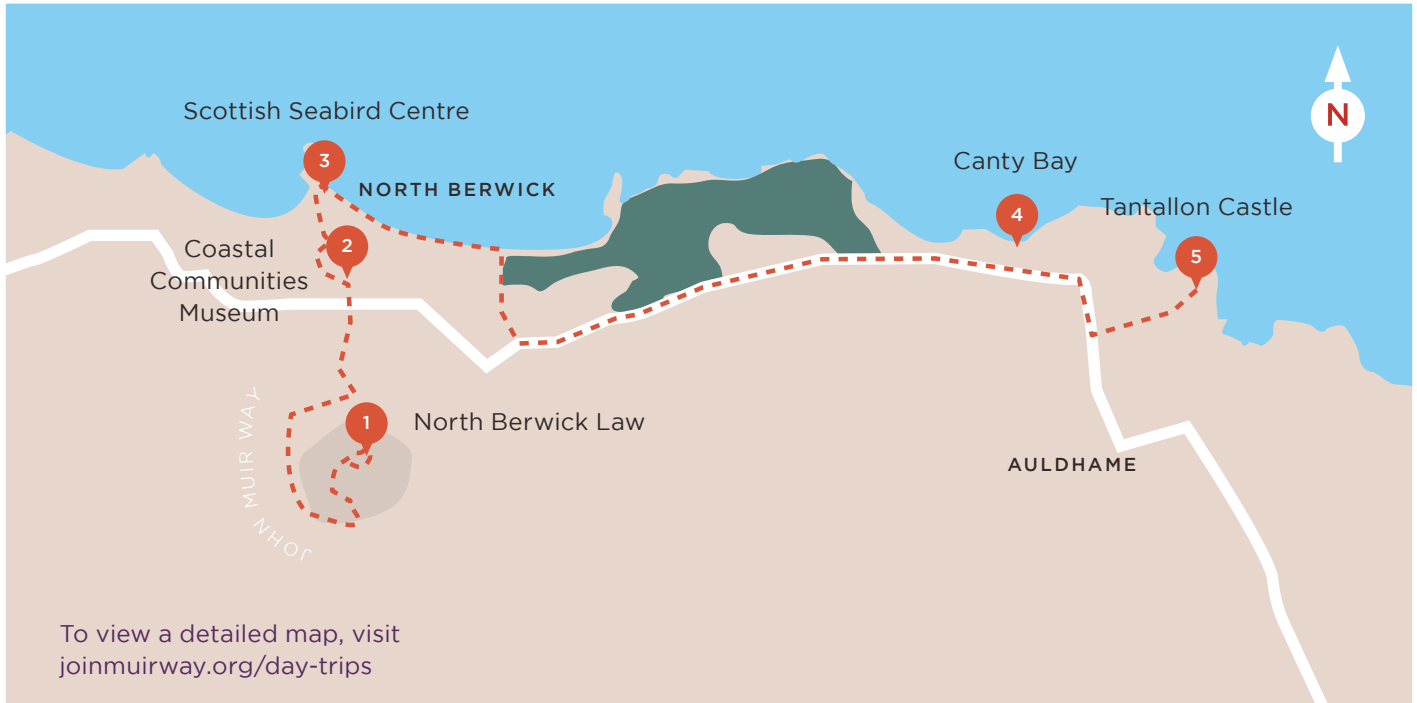 Scottish Seabird Centre
N
3
NORTH BERWICK
Canty Bay
4
Tantallon Castle
Coastal
Communities
Museum
2
5
JOHN MUIR WAY
1
North Berwick Law
AULDHAME
To view a detailed map, visit
joinmuirway.org/day-trips